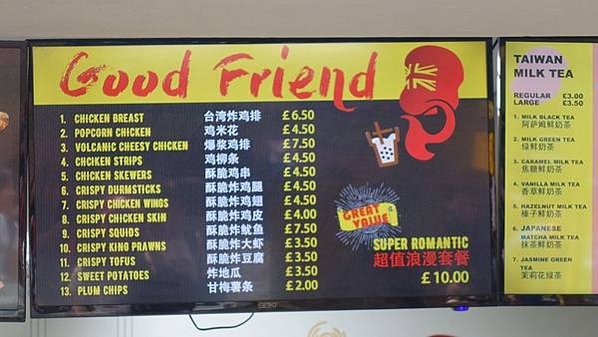 Good Friend
1. CHICKEN BREAST 台湾炸鸡排 £6.50
2. POPCORN CHICKEN 鸡米花 £4.50
3. VOLCANIC CHEESY CHICKEN 爆浆鸡排 £7.50
4. CHICKEN STRIPS 鸡柳条 £4.50
5. CHICKEN SKEWERS 酥脆鸡串 £4.50
6. CRISPY DURMSTICKS 酥脆炸鸡腿 £4.50
7. CRISPY CHICKEN WINGS 酥脆炸鸡翅 £4.50
8. CRISPY CHICKEN SKIN 酥脆炸鸡皮 £4.00
9. CRISPY SQUIDS 酥脆炸鱿鱼 £7.50
10. CRISPY KING PRAWNS 酥脆炸大虾 £3.50
11. CRISPY TOFUS 酥脆炸豆腐 £3.50
12. SWEET POTATOES 炸地瓜 £3.50
13. PLUM CHIPS 甘梅薯条 £2.00
GREAT
VALUE
SUPER ROMANTIC
超值浪漫套餐
£10.00
SEIKI
TAIWAN
MILK TEA
REGULAR £3.00
LARGE £3.50
1. MILK BLACK TEA
阿萨姆鲜奶茶
2. MILK GREEN TEA
绿鲜奶茶
3. CARAMEL MILK TEA
焦糖鲜奶茶
4. VANILLA MILK TEA
香草鲜奶茶
5. HAZELNUT MILK TEA
榛子鲜奶茶
6. JAPANESE
MATCHA MILK TEA
抹茶鲜奶茶
7. JASMINE GREEN
TEA
茉莉花绿茶